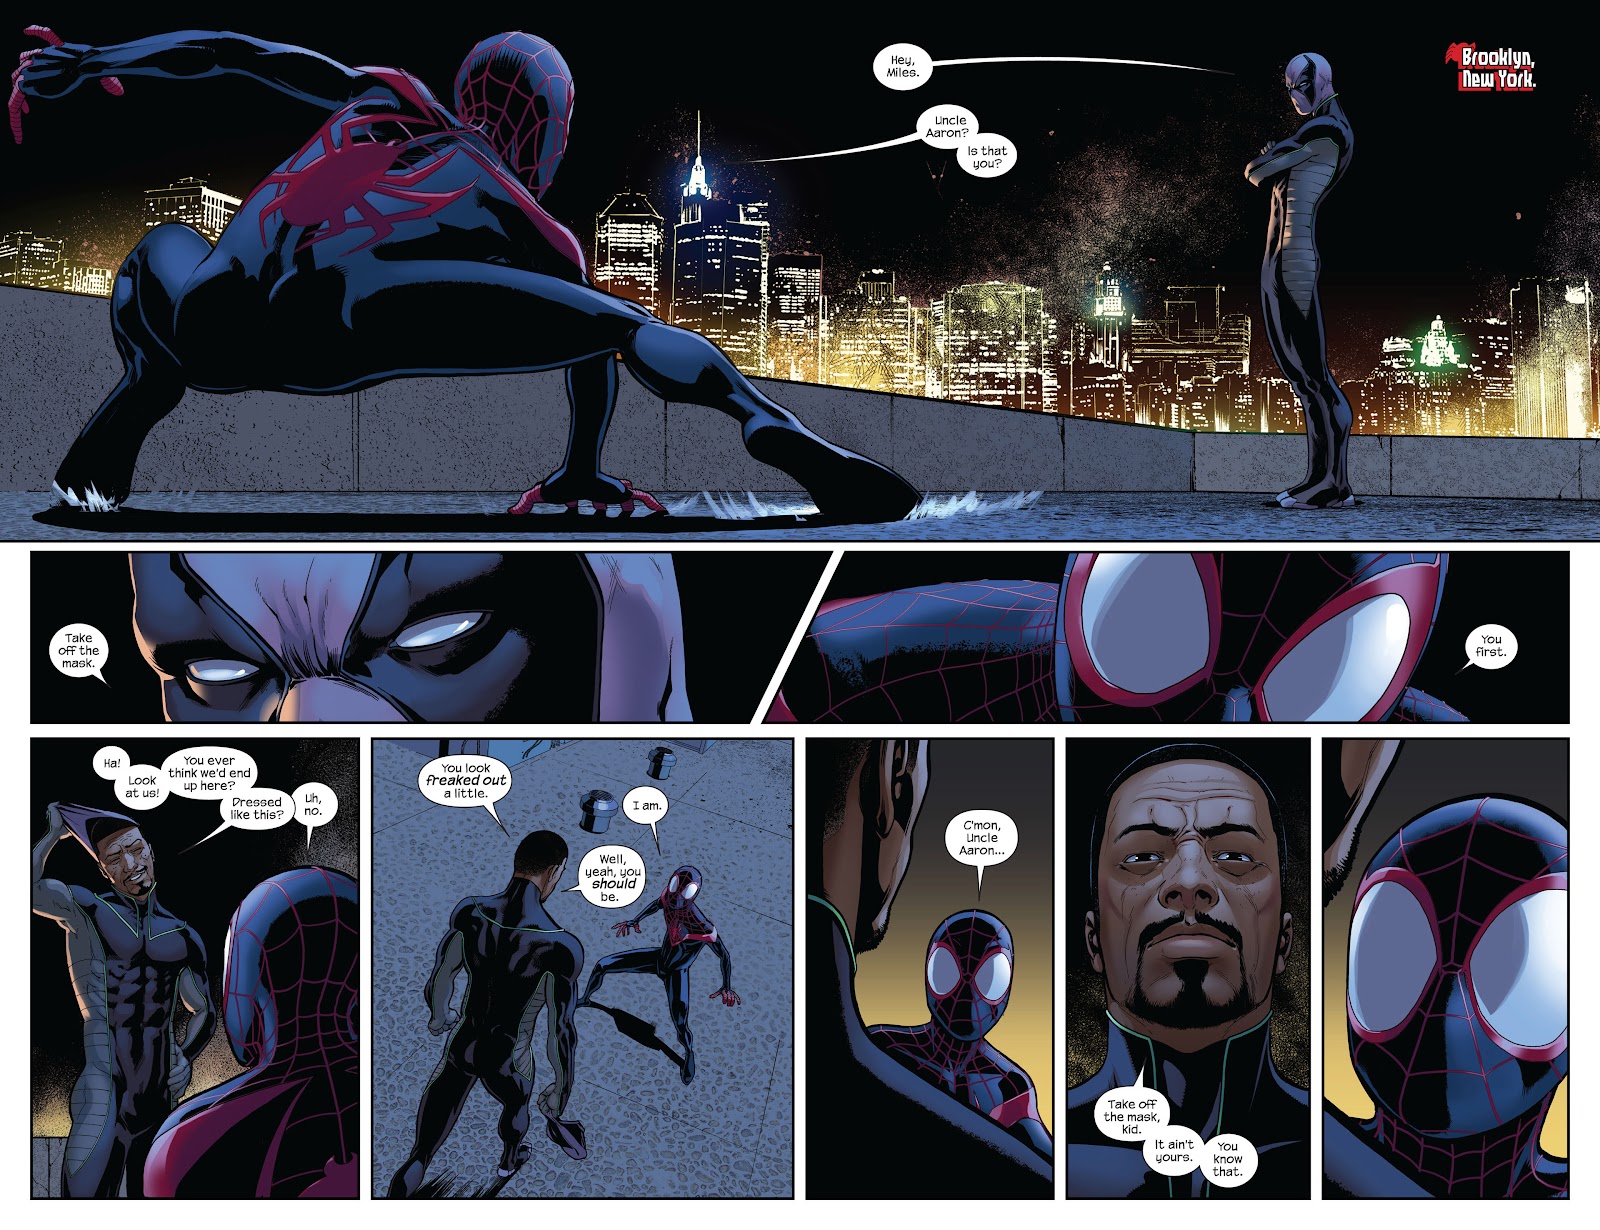 Brooklyn,
New York.
Hey,
Miles.
Uncle
Aaron?
Is that
you?
Take
off the
mask.
You
first.
Ha!
Look
at us!
You ever
think we'd end
up here?
Dressed
like this?
Uh,
no.
You look
freaked out
a little.
I am.
Well,
yeah, you
should
be.
C'mon,
Uncle
Aaron...
Take off
the mask,
kid.
It ain't
yours.
You
know
that.